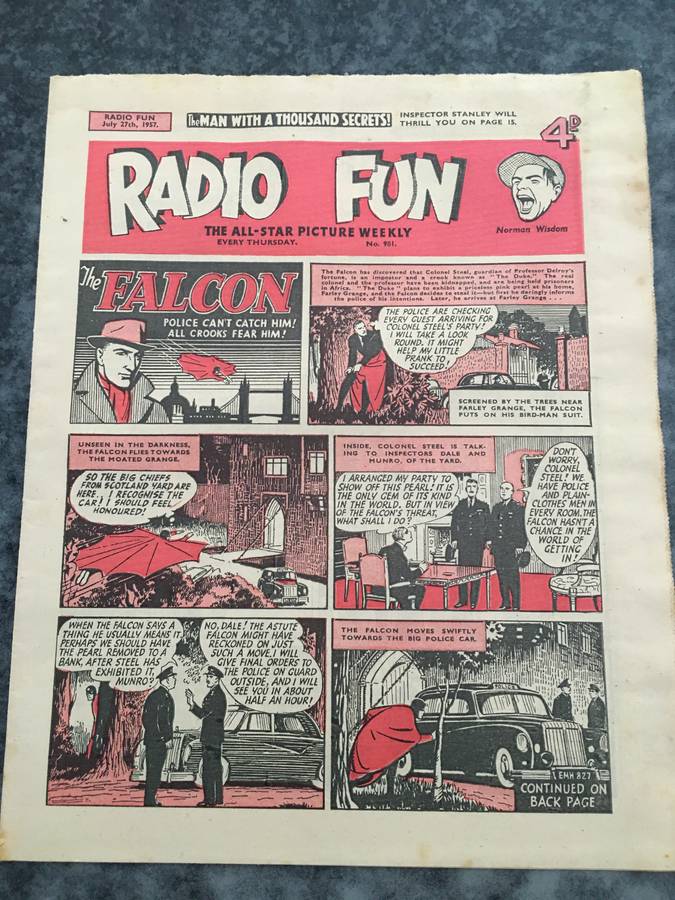 RADIO FUN
July 27th, 1957.
The MAN WITH A THOUSAND SECRETS!
INSPECTOR STANLEY WILL
THRILL YOU ON PAGE 15.
4D
RADIO FUN
THE ALL-STAR PICTURE WEEKLY
EVERY THURSDAY. No. 981.
Norman Wisdom
The FALCON
POLICE CAN'T CATCH HIM!
ALL CROOKS FEAR HIM!
The Falcon has discovered that Colonel Steel, guardian of Professor Delroy's
fortune, is an impostor and a crook known as "The Duke." The real
colonel and the professor have been kidnapped, and are being held prisoners
in Africa. "The Duke" plans to exhibit a priceless pink pearl at his home,
Farley Grange, and the Falcon decides to steal it—but first he daringly informs
the police of his intentions. Later, he arrives at Farley Grange . . .
THE POLICE ARE CHECKING
EVERY GUEST ARRIVING FOR
COLONEL STEEL'S PARTY!
I WILL TAKE A LOOK
ROUND. IT MIGHT
HELP MY LITTLE
PRANK TO
SUCCEED!
SCREENED BY THE TREES NEAR
FARLEY GRANGE, THE FALCON
PUTS ON HIS BIRD-MAN SUIT.
UNSEEN IN THE DARKNESS,
THE FALCON FLIES TOWARDS
THE MOATED GRANGE.
SO THE BIG CHIEFS
FROM SCOTLAND YARD ARE
HERE. I RECOGNISE THE
CAR! I SHOULD FEEL
HONOURED!
INSIDE, COLONEL STEEL IS TALK-
ING TO INSPECTORS DALE AND
MUNRO, OF THE YARD.
I ARRANGED MY PARTY TO
SHOW OFF THIS PEARL! IT IS
THE ONLY GEM OF ITS KIND
IN THE WORLD. BUT IN VIEW
OF THE FALCON'S THREAT,
WHAT SHALL I DO?
DON'T
WORRY,
COLONEL
STEEL! WE
HAVE POLICE
AND PLAIN-
CLOTHES MEN IN
EVERY ROOM. THE
FALCON HASN'T A
CHANCE IN THE
WORLD OF
GETTING
IN!
WHEN THE FALCON SAYS A
THING HE USUALLY MEANS IT.
PERHAPS WE SHOULD HAVE
THE PEARL REMOVED TO A
BANK, AFTER STEEL HAS
EXHIBITED IT,
MUNRO?
NO, DALE! THE ASTUTE
FALCON MIGHT HAVE
RECKONED ON JUST
SUCH A MOVE. I WILL
GIVE FINAL ORDERS TO
THE POLICE ON GUARD
OUTSIDE, AND I WILL
SEE YOU IN ABOUT
HALF AN HOUR!
THE FALCON MOVES SWIFTLY
TOWARDS THE BIG POLICE CAR.
EMH 827
CONTINUED ON
BACK PAGE